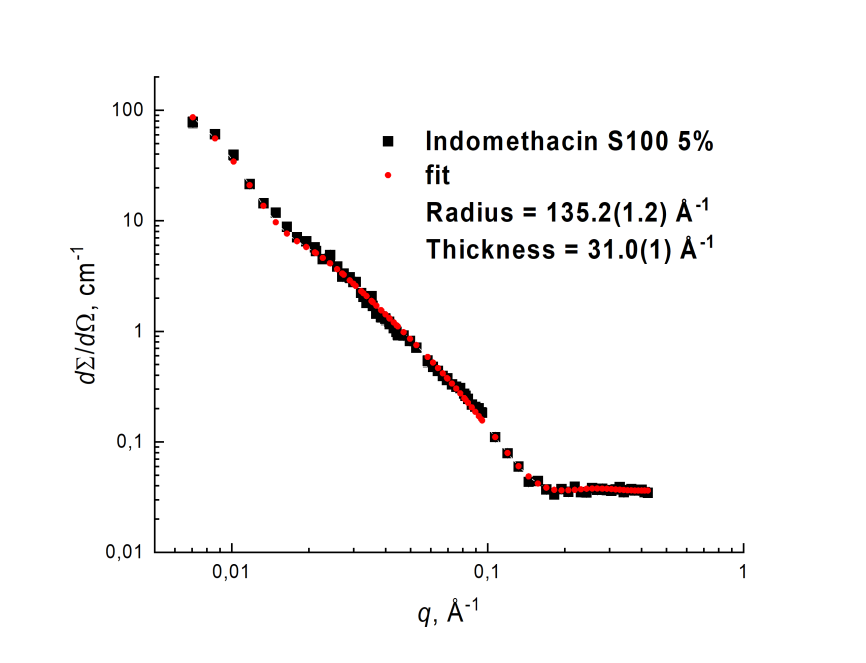 100
10
1
0,1
0,01
dΣ/dΩ, cm-1
Indomethacin S100 5%
fit
Radius = 135.2(1.2) Å-1
Thickness = 31.0(1) Å-1
0,01 0,1 1
q, Å-1